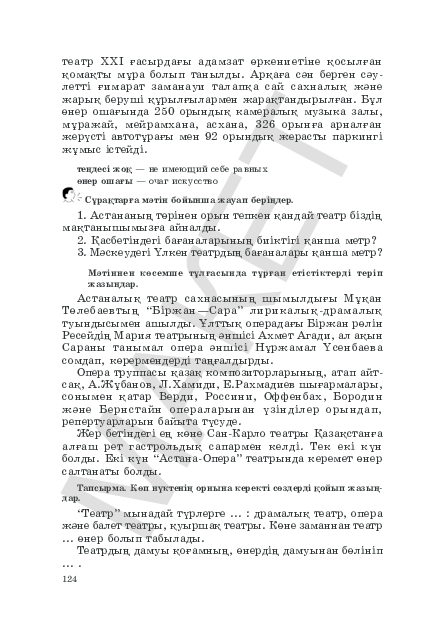 театр XXI ғасырдағы адамзат өркениетіне қосылған
қомақты мұра болып танылды. Арқаға сән берген сәу-
летті ғимарат заманауи талапқа сай сахналық және
жарық беруші құрылғылармен жарақтандырылған. Бұл
өнер ошағында 250 орындық камералық музыка залы,
мұражай, мейрамхана, асхана, 326 орынға арналған
жерүсті автотұрағы мен 92 орындық жерасты паркингі
жұмыс істейді.
теңдесі жоқ — не имеющий себе равных
өнер ошағы — очаг искусство
Сұрақтарға мәтін бойынша жауап беріңдер.
1. Астананың төрінен орын тепкен қандай театр біздің
мақтанышымызға айналды.
2. Қасбетіндегі бағаналарының биіктігі қанша метр?
3. Мәскеудегі Үлкен театрдың бағаналары қанша метр?
Мәтіннен көсемше тұлғасында тұрған етістіктерді теріп
жазыңдар.
Астаналық театр сахнасының шымылдығы Мұқан
Төлебаевтың “Біржан—Сара” лирикалық-драмалық
туындысымен ашылды. Ұлттық операдағы Біржан рөлін
Ресейдің Мария театрының әншісі Ахмет Агади, ал ақын
Сараны танымал опера әншісі Нұржамал Үсенбаева
сомдап, көрермендерді таңғалдырды.
Опера труппасы қазақ композиторларының, атап айт-
сақ, А.Жұбанов, Л.Хамиди, Е.Рахмадиев шығармалары,
сонымен қатар Верди, Россини, Оффенбах, Бородин
және Бернстайн операларынан үзінділер орындап,
репертуарларын байыта түсуде.
Жер бетіндегі ең көне Сан-Карло театры Қазақстанға
алғаш рет гастрольдық сапармен келді. Тек екі күн
болды. Екі күн “Астана-Опера” театрында керемет өнер
салтанаты болды.
Тапсырма. Көп нүктенің орнына керекті сөздерді қойып жазың-
дар.
“Театр” мынадай түрлерге ... : драмалық театр, опера
және балет театры, қуыршақ театры. Көне заманнан театр
... өнер болып табылады.
Театрдың дамуы қоғамның, өнердің дамуынан бөлініп
... .
124
МАКЕТ